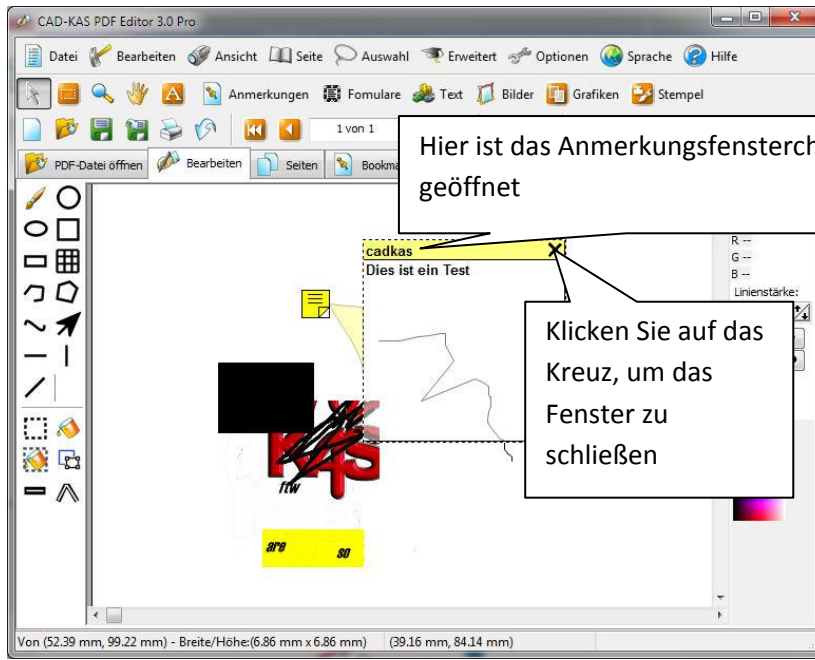 CAD-KAS PDF Editor 3.0 Pro
Datei Bearbeiten Ansicht Seite Auswahl Erweitert Optionen Sprache Hilfe
Anmerkungen Fomulare Text Bilder Grafiken Stempel
1 von 1
PDF-Datei öffnen Bearbeiten Seiten Bookma
Hier ist das Anmerkungsfensterch
geöffnet
cadkas
Dies ist ein Test
R --
G --
B --
Linienstärke:
Klicken Sie auf das
Kreuz, um das
Fenster zu
schließen
KAS
ftw
are so
Von (52.39 mm, 99.22 mm) - Breite/Höhe:(6.86 mm x 6.86 mm) (39.16 mm, 84.14 mm)